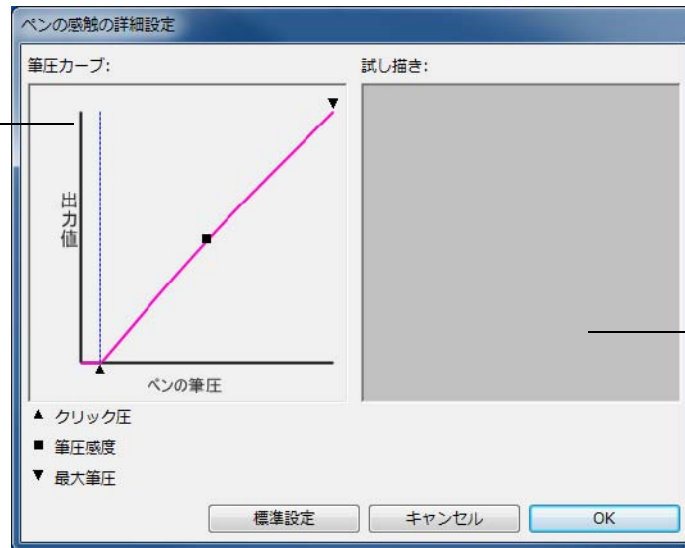 ペンの感触の詳細設定
筆圧カーブ:
試し描き:
出力値
ペンの筆圧
▲ クリック圧
■ 筆圧感度
▼ 最大筆圧
標準設定
キャンセル
OK